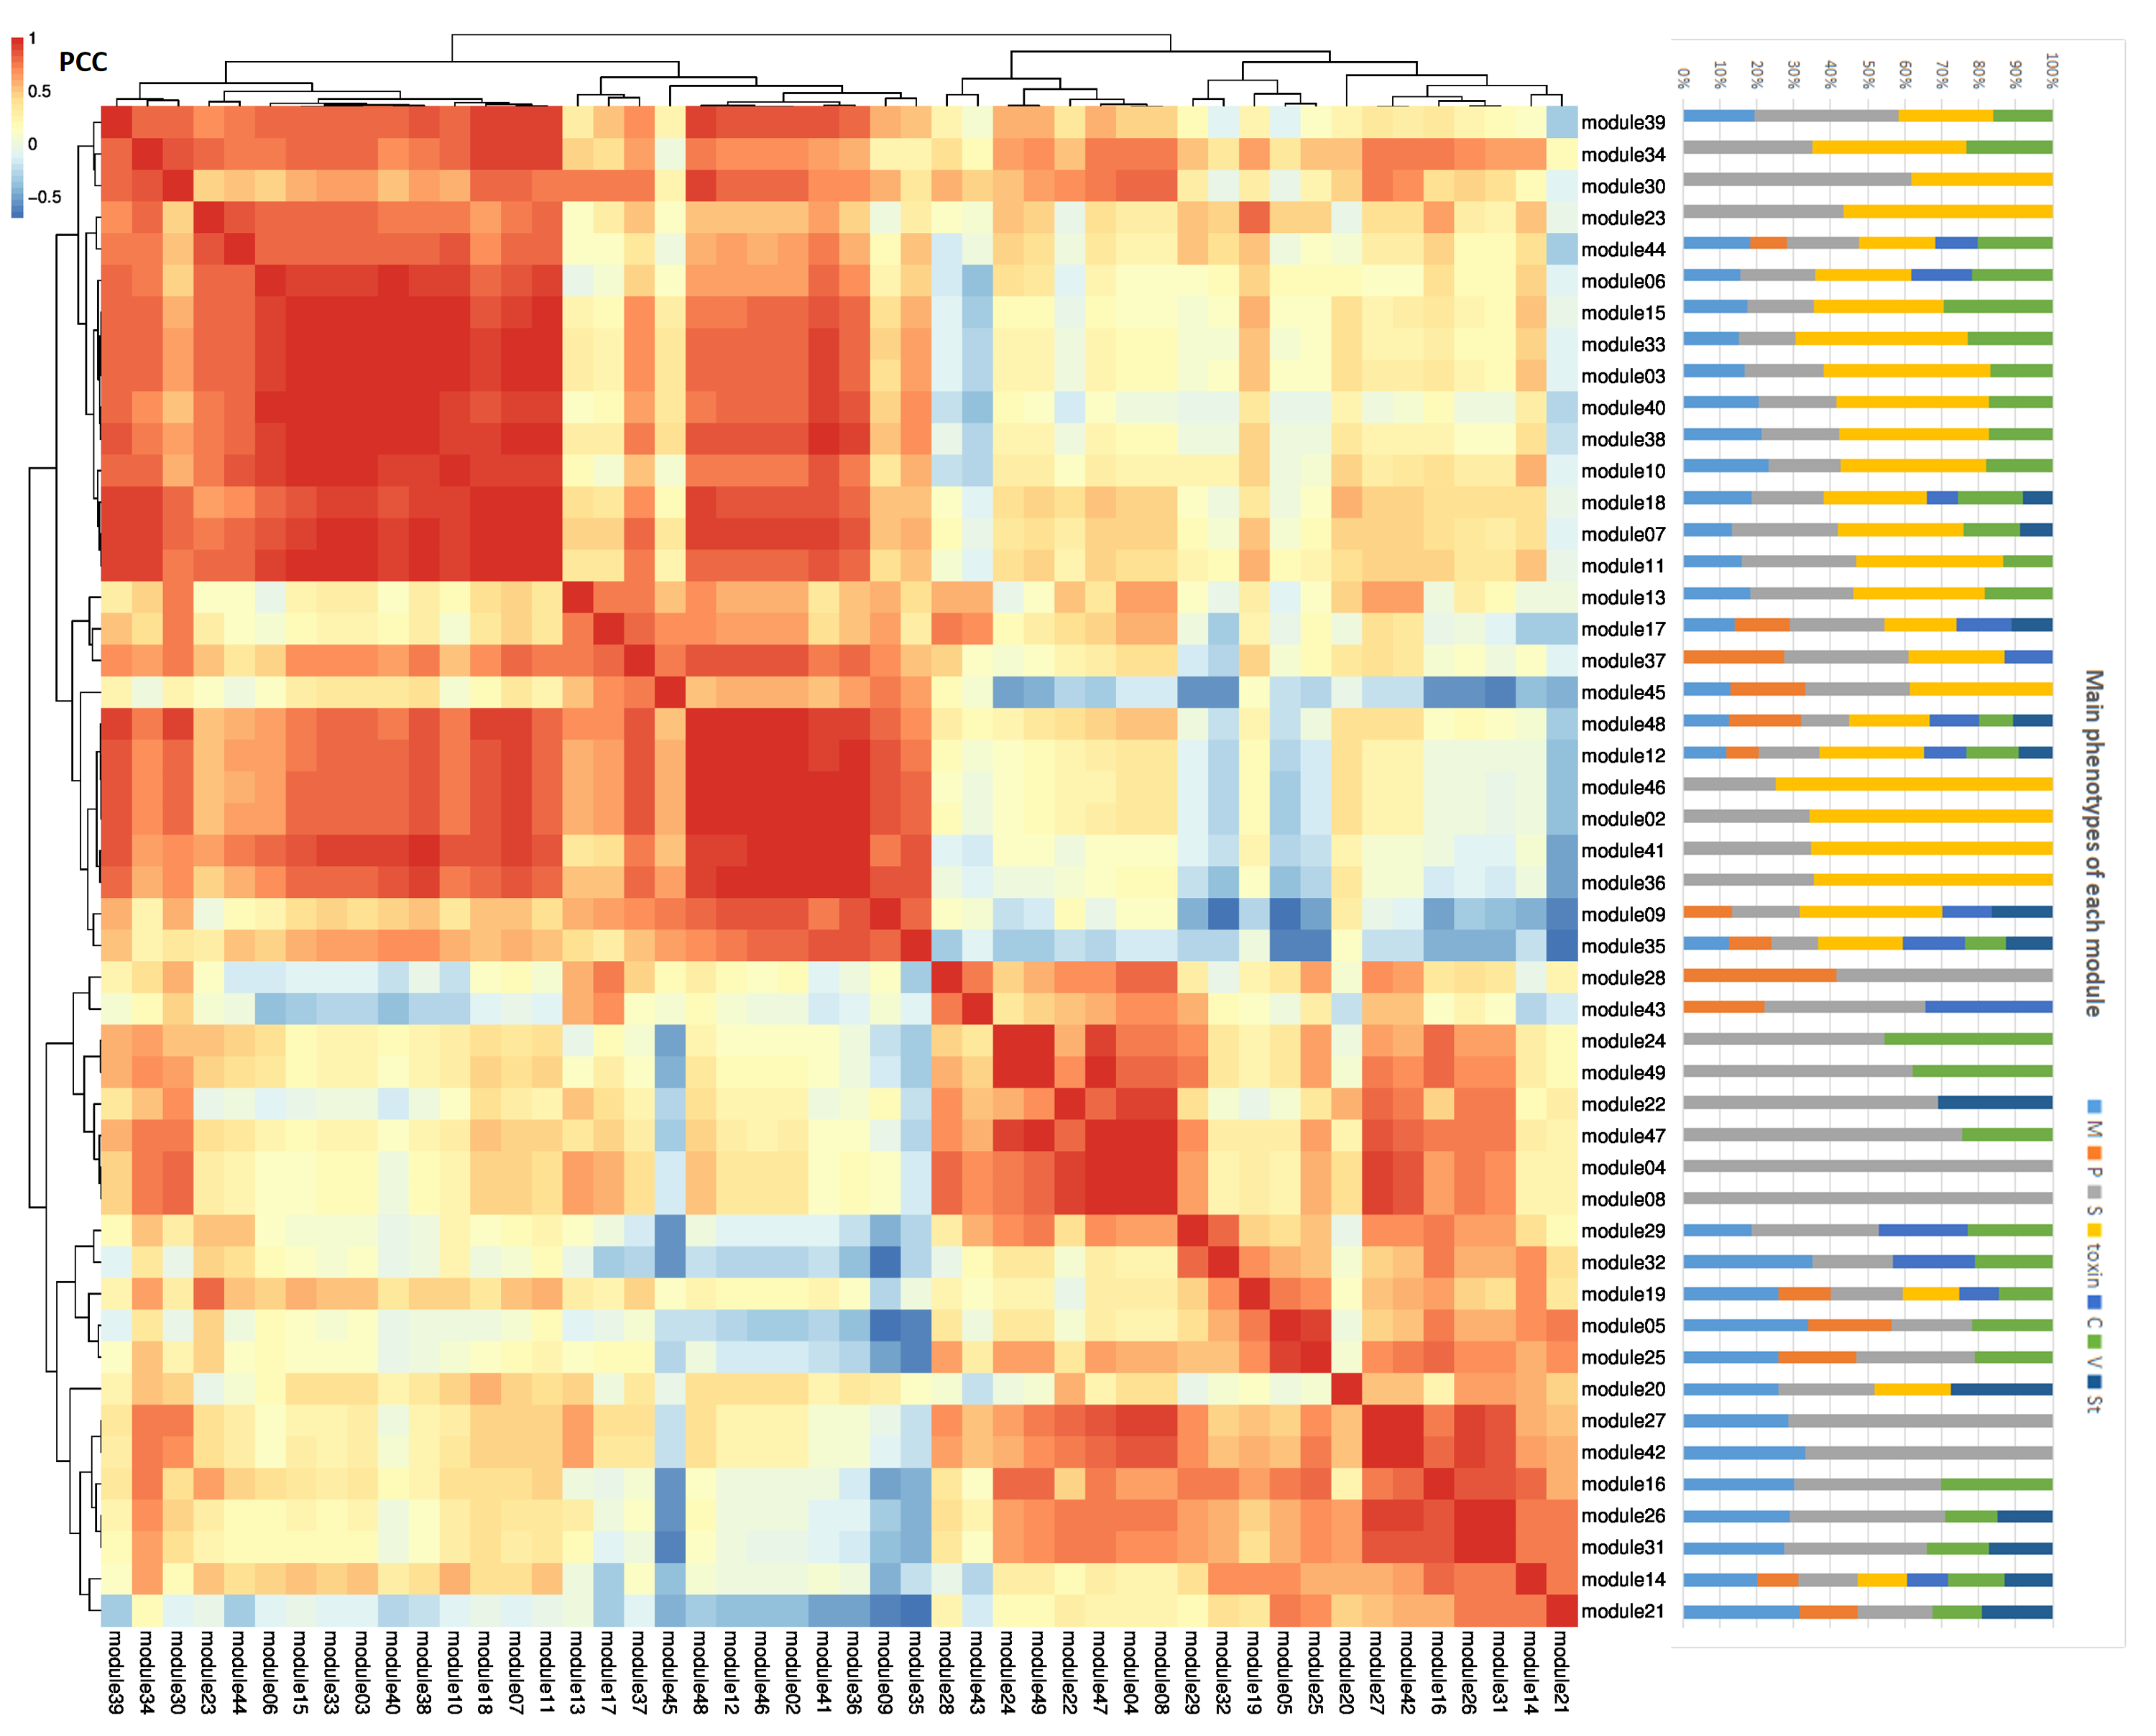 1
PCC
0.5
0
−0.5
0%
10%
20%
30%
40%
50%
60%
70%
80%
90%
100%
module39
module34
module30
module23
module44
module06
module15
module33
module03
module40
module38
module10
module18
module07
module11
module13
module17
module37
module45
module48
module12
module46
module02
module41
module36
module09
module35
module28
module43
module24
module49
module22
module47
module04
module08
module29
module32
module19
module05
module25
module20
module27
module42
module16
module26
module31
module14
module21
module39
module34
module30
module23
module44
module06
module15
module33
module03
module40
module38
module10
module18
module07
module11
module13
module17
module37
module45
module48
module12
module46
module02
module41
module36
module09
module35
module28
module43
module24
module49
module22
module47
module04
module08
module29
module32
module19
module05
module25
module20
module27
module42
module16
module26
module31
module14
module21
Main phenotypes of each module
M P S toxin C V St